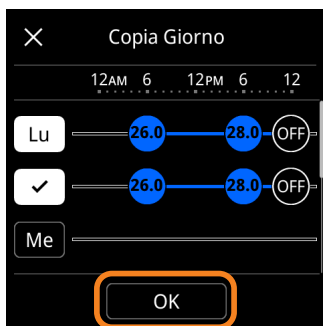 Copia Giorno
12AM 6 12PM 6 12
Lu 26.0 28.0 OFF
26.0 28.0 OFF
Me
OK